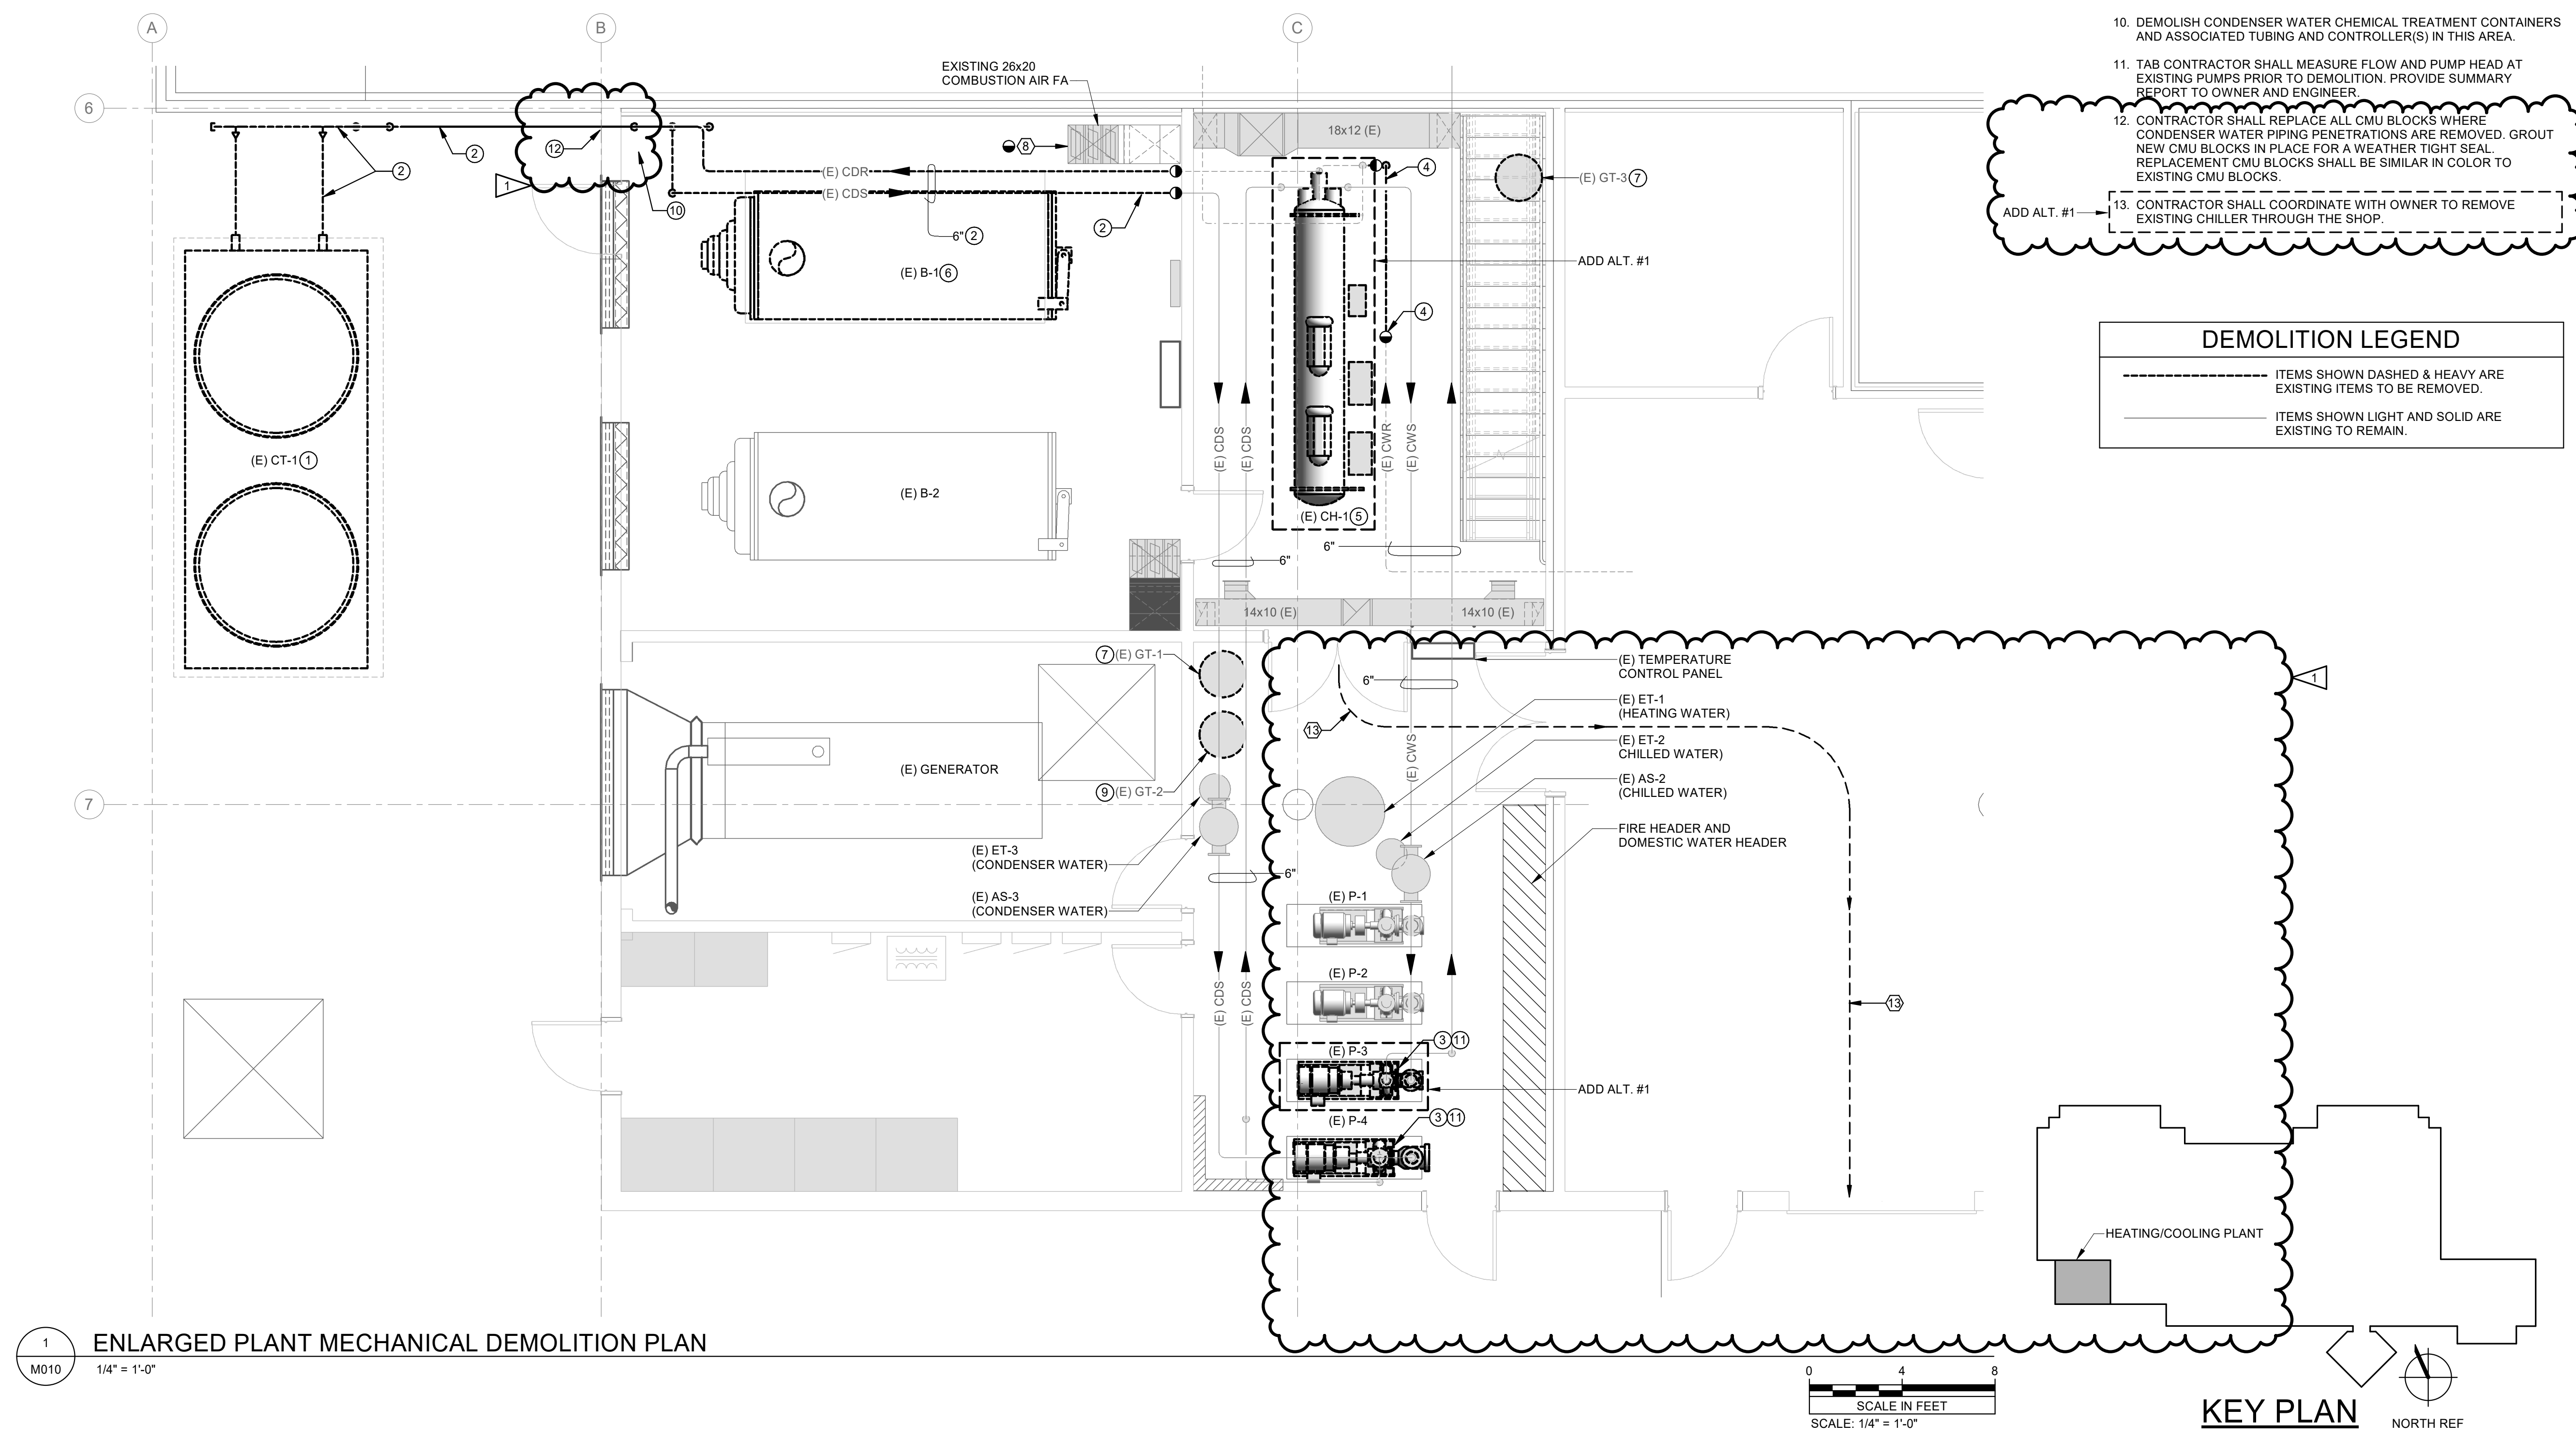 A
B
C
6
7
10. DEMOLISH CONDENSER WATER CHEMICAL TREATMENT CONTAINERS
AND ASSOCIATED TUBING AND CONTROLLER(S) IN THIS AREA.
11. TAB CONTRACTOR SHALL MEASURE FLOW AND PUMP HEAD AT
EXISTING PUMPS PRIOR TO DEMOLITION. PROVIDE SUMMARY
REPORT TO OWNER AND ENGINEER.
12. CONTRACTOR SHALL REPLACE ALL CMU BLOCKS WHERE
CONDENSER WATER PIPING PENETRATIONS ARE REMOVED. GROUT
NEW CMU BLOCKS IN PLACE FOR A WEATHER TIGHT SEAL.
REPLACEMENT CMU BLOCKS SHALL BE SIMILAR IN COLOR TO
EXISTING CMU BLOCKS.
ADD ALT. #1
13. CONTRACTOR SHALL COORDINATE WITH OWNER TO REMOVE
EXISTING CHILLER THROUGH THE SHOP.
DEMOLITION LEGEND
ITEMS SHOWN DASHED & HEAVY ARE
EXISTING ITEMS TO BE REMOVED.
ITEMS SHOWN LIGHT AND SOLID ARE
EXISTING TO REMAIN.
EXISTING 26x20
COMBUSTION AIR FA
8
18x12 (E)
12
1
10
2
2
(E) CDR
(E) CDS
6" 2
2
4
4
(E) GT-3 7
(E) B-1 6
ADD ALT. #1
(E) CT-1 1
(E) B-2
(E) CDS
(E) CDS
(E) CWR
(E) CWS
(E) CH-1 5
6"
6"
14x10 (E)
14x10 (E)
7 (E) GT-1
9 (E) GT-2
(E) GENERATOR
6"
13
(E) CWS
(E) TEMPERATURE
CONTROL PANEL
(E) ET-1
(HEATING WATER)
(E) ET-2
CHILLED WATER)
(E) AS-2
(CHILLED WATER)
FIRE HEADER AND
DOMESTIC WATER HEADER
1
(E) ET-3
(CONDENSER WATER)
(E) AS-3
(CONDENSER WATER)
6"
(E) P-1
(E) P-2
(E) CDS
(E) CDS
13
(E) P-3
3 11
ADD ALT. #1
(E) P-4
3 11
HEATING/COOLING PLANT
1
M010
ENLARGED PLANT MECHANICAL DEMOLITION PLAN
1/4" = 1'-0"
0 4 8
SCALE IN FEET
SCALE: 1/4" = 1'-0"
KEY PLAN
NORTH REF